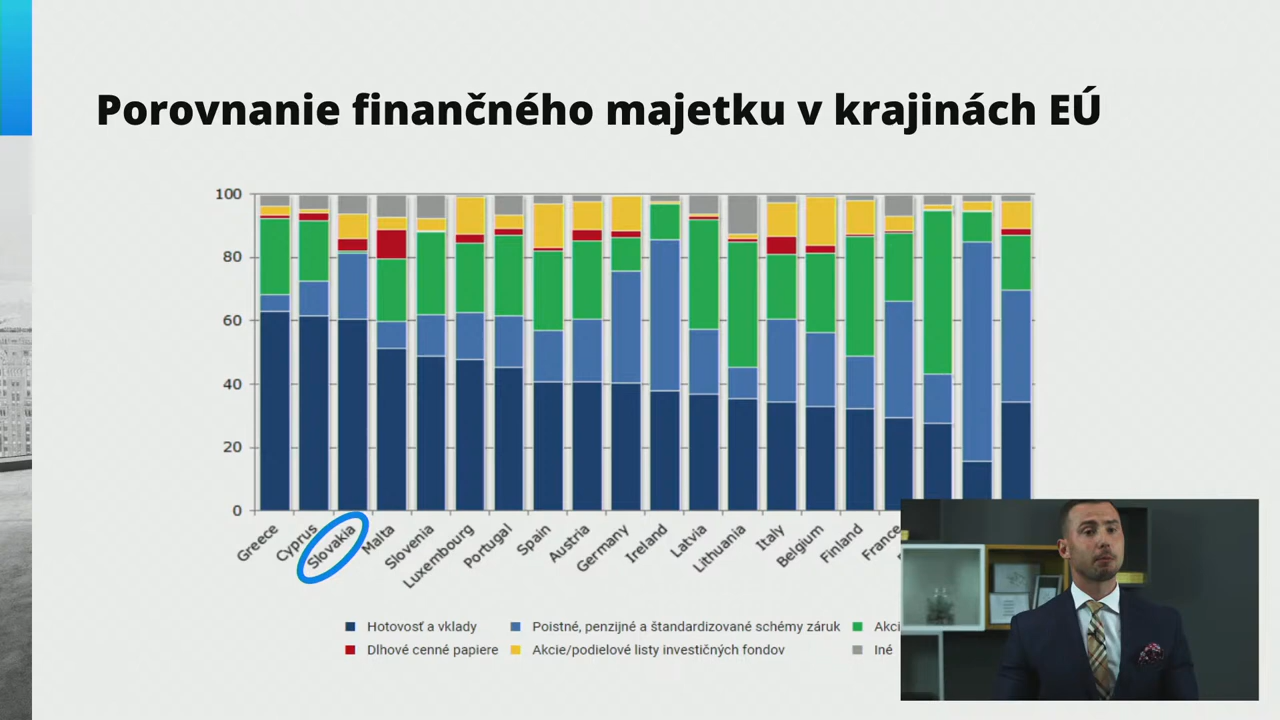 Porovnanie finančného majetku v krajinách EÚ
100
80
60
40
20
0
Greece
Cyprus
Slovakia
Malta
Slovenia
Luxembourg
Portugal
Spain
Austria
Germany
Ireland
Latvia
Lithuania
Italy
Belgium
Finland
France
Hotovosť a vklady
Poistné, penzijné a štandardizované schémy záruk
Dlhové cenné papiere
Akcie/podielové listy investičných fondov
Iné